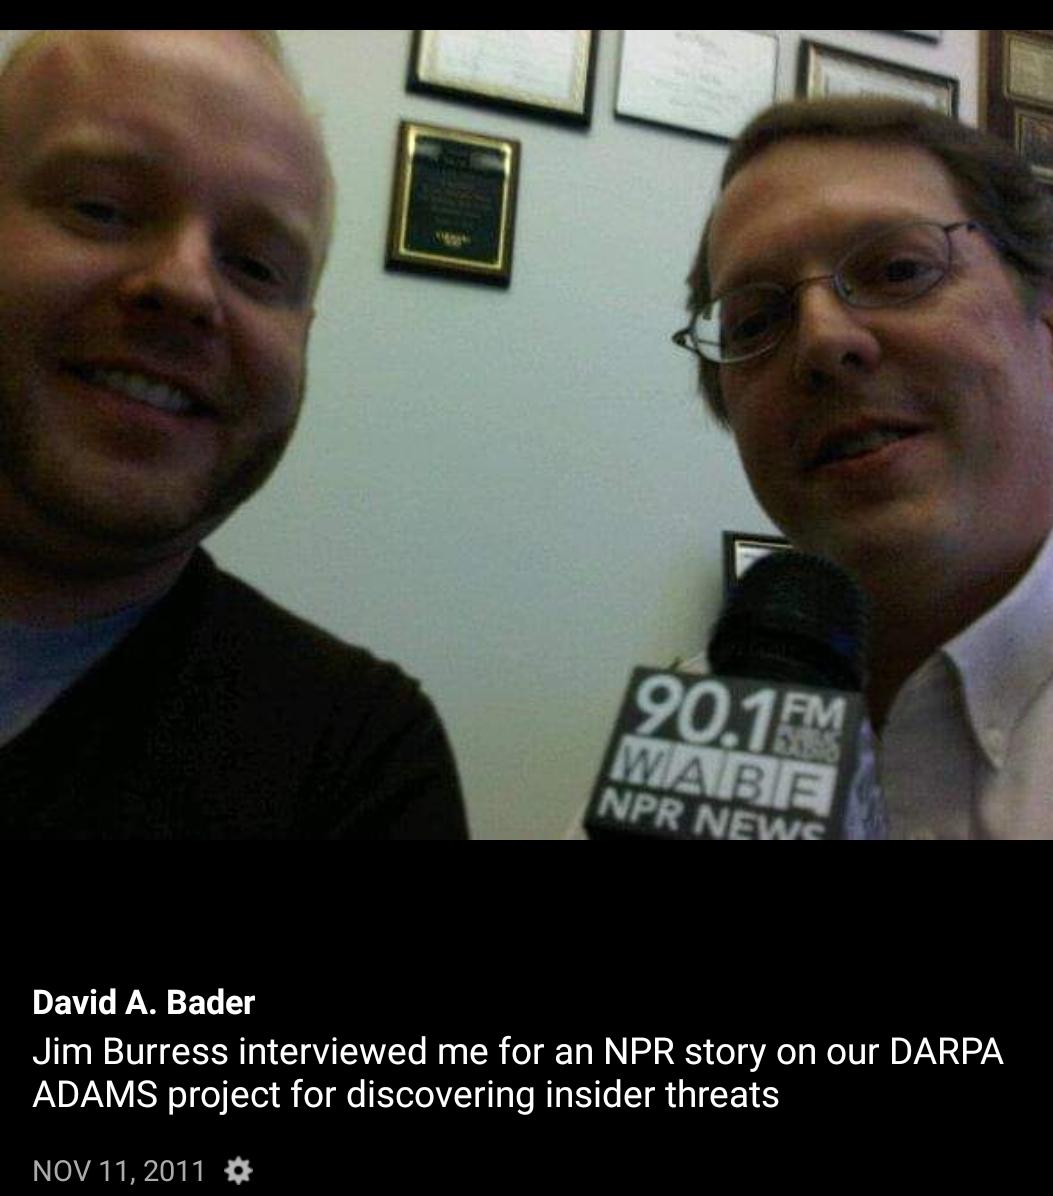 90.1 FM
WABE
NPR NEWS
David A. Bader
Jim Burress interviewed me for an NPR story on our DARPA
ADAMS project for discovering insider threats
NOV 11, 2011